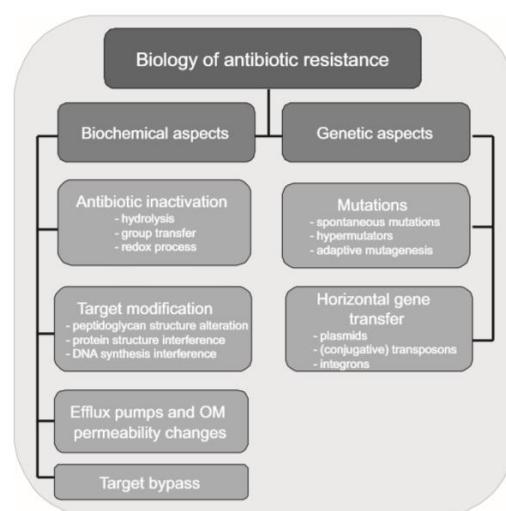 Biology of antibiotic resistance
Biochemical aspects
Genetic aspects
Antibiotic inactivation
- hydrolysis
- group transfer
- redox process
Target modification
- peptidoglycan structure alteration
- protein structure interference
- DNA synthesis interference
Efflux pumps and OM
permeability changes
Target bypass
Mutations
- spontaneous mutations
- hypermutators
- adaptive mutagenesis
Horizontal gene
transfer
- plasmids
- (conjugative) transposons
- integrons